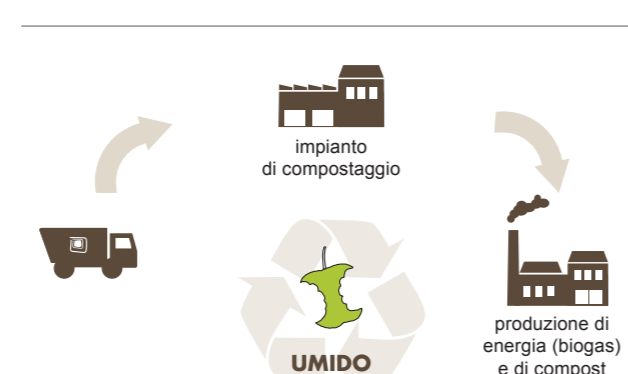 impianto
di compostaggio
produzione di
energia (biogas)
e di compost
UMIDO